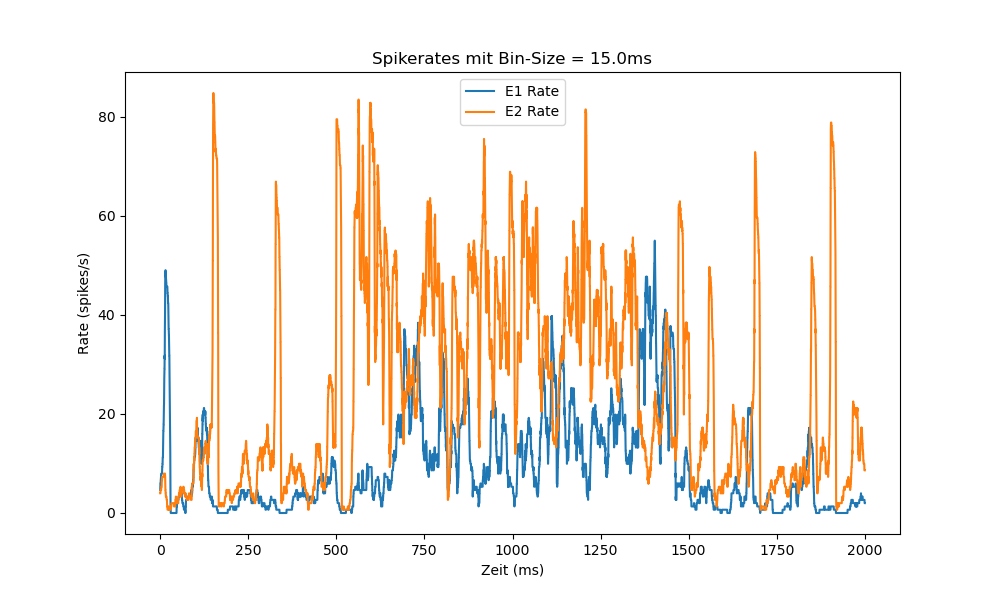 Spikerates mit Bin-Size = 15.0ms
E1 Rate
E2 Rate
80
60
40
20
0
Rate (spikes/s)
0 250 500 750 1000 1250 1500 1750 2000
Zeit (ms)